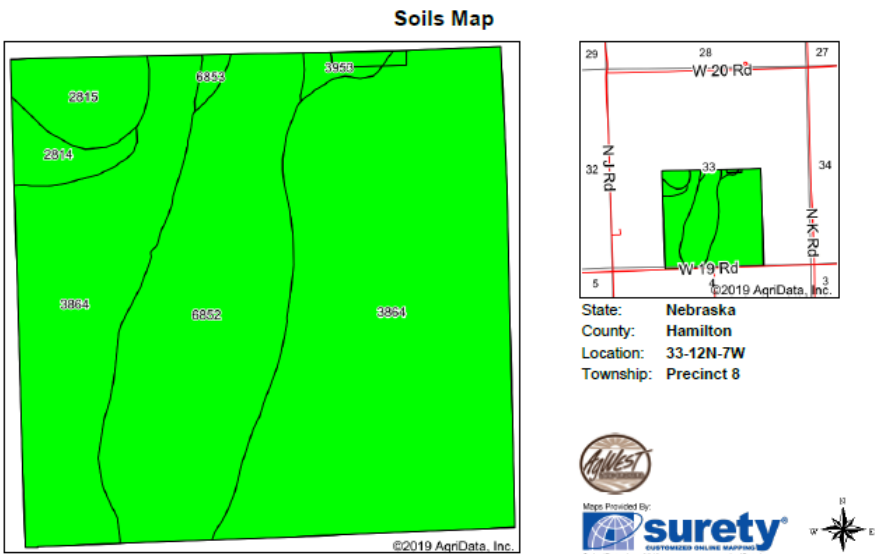 Soils Map
6853
3953
2815
2814
3864
6852
3864
©2019 AgriData, Inc.
29
28
27
W 20 Rd
32
N J Rd
33
34
N K Rd
W 19 Rd
5
4
3
©2019 AgriData, Inc.
State: Nebraska
County: Hamilton
Location: 33-12N-7W
Township: Precinct 8
AgWest
Maps Provided By:
surety®
CUSTOMIZED ONLINE MAPPING
N
W
E